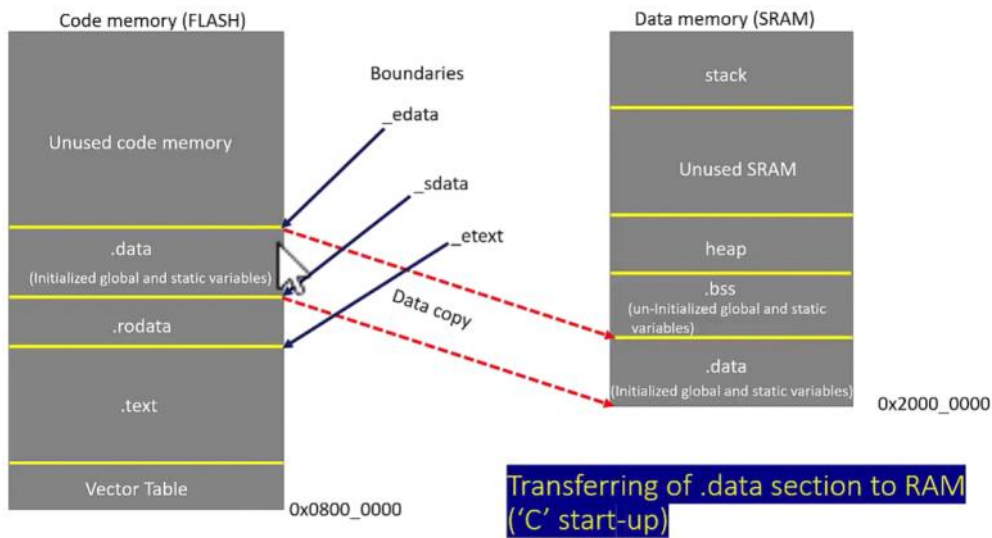 Code memory (FLASH)
Data memory (SRAM)
Boundaries
_edata
_sdata
_etext
Unused code memory
.data
(Initialized global and static variables)
.rodata
.text
Vector Table
0x0800_0000
Data copy
stack
Unused SRAM
heap
.bss
(un-Initialized global and static
variables)
.data
(Initialized global and static variables)
0x2000_0000
Transferring of .data section to RAM
(‘C’ start-up)